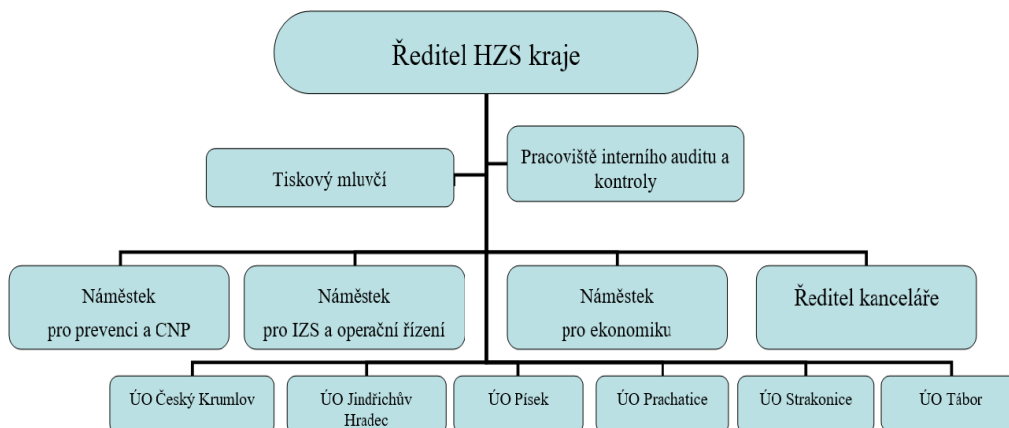 Ředitel HZS kraje
Tiskový mluvčí
Pracoviště interního auditu a
kontroly
Náměstek
pro prevenci a CNP
Náměstek
pro IZS a operační řízení
Náměstek
pro ekonomiku
Ředitel kanceláře
ÚO Český Krumlov
ÚO Jindřichův
Hradec
ÚO Písek
ÚO Prachatice
ÚO Strakonice
ÚO Tábor